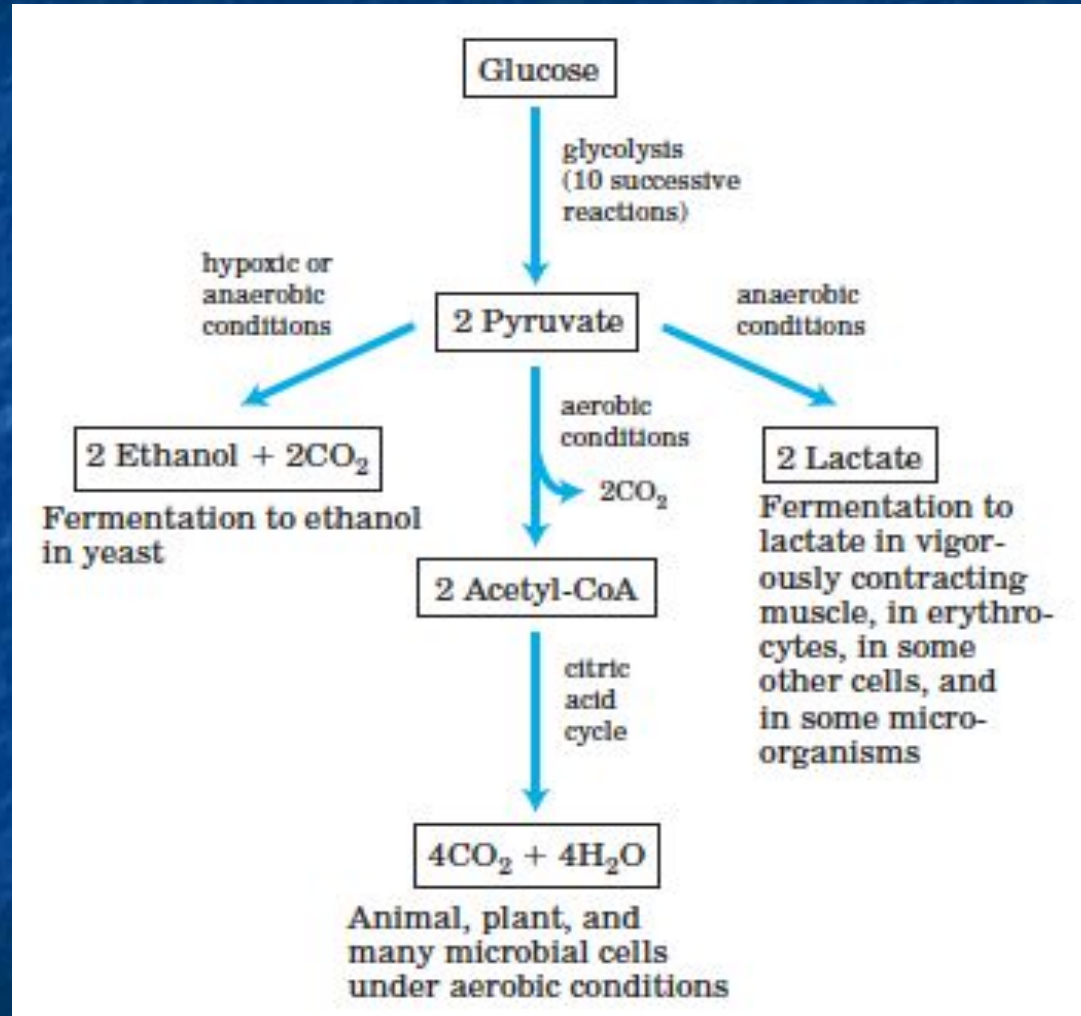 Glucose
glycolysis
(10 successive
reactions)
hypoxic or
anaerobic
conditions
2 Pyruvate
anaerobic
conditions
2 Ethanol + 2CO₂
Fermentation to ethanol
in yeast
aerobic
conditions
2CO₂
2 Lactate
Fermentation to
lactate in vigor-
ously contracting
muscle, in erythro-
cytes, in some
other cells, and
in some micro-
organisms
2 Acetyl-CoA
citric
acid
cycle
4CO₂ + 4H₂O
Animal, plant, and
many microbial cells
under aerobic conditions